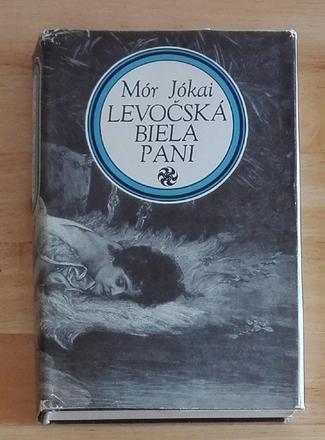 Mór Jókai
LEVOČSKÁ
BIELA
PANI